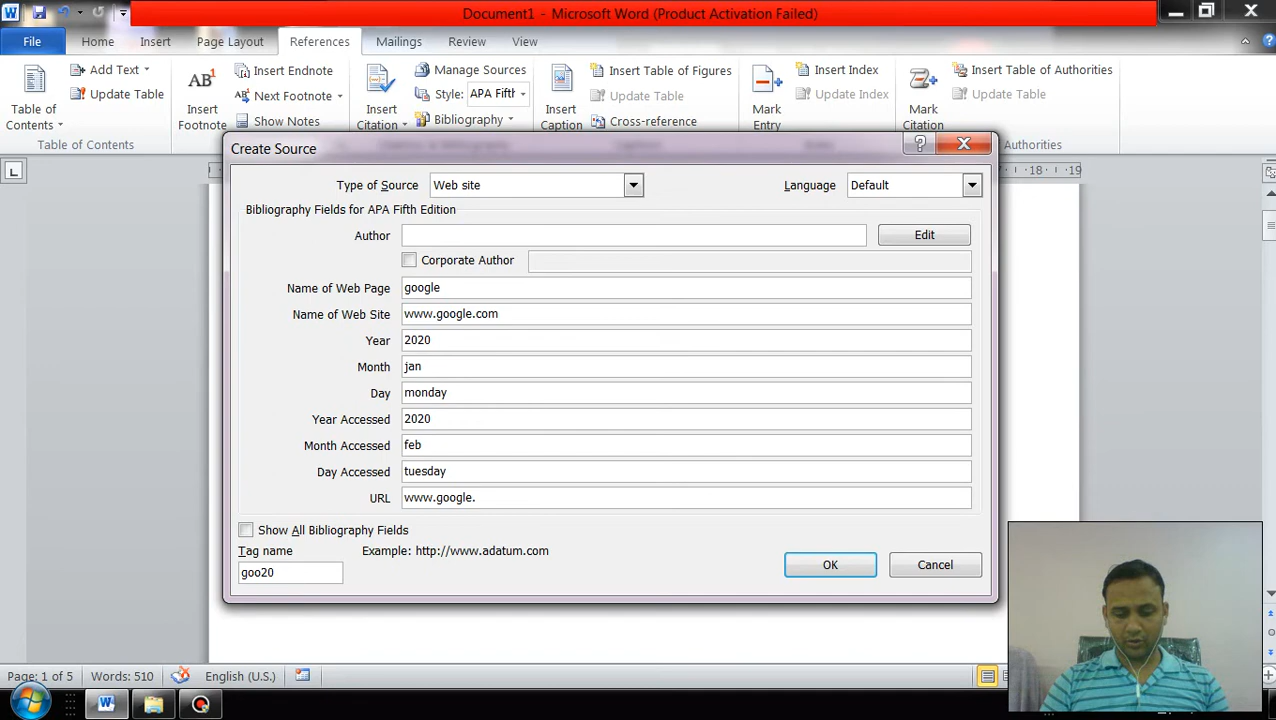 Document1 - Microsoft Word (Product Activation Failed)
File Home Insert Page Layout References Mailings Review View
Add Text Insert Endnote Manage Sources Insert Table of Figures Insert Index Insert Table of Authorities
Update Table AB¹ Next Footnote Style: APA Fifth Update Table Update Index Update Table
Table of Contents Insert Footnote Show Notes Insert Citation Bibliography Insert Caption Cross-reference Mark Entry Mark Citation
Table of Contents Authorities
Create Source
18
Type of Source Web site Language Default
Bibliography Fields for APA Fifth Edition
Author Edit
Corporate Author
Name of Web Page google
Name of Web Site www.google.com
Year 2020
Month jan
Day monday
Year Accessed 2020
Month Accessed feb
Day Accessed tuesday
URL www.google.
Show All Bibliography Fields
Tag name Example: http://www.adatum.com
goo20 OK Cancel
Page: 1 of 5 Words: 510 English (U.S.)